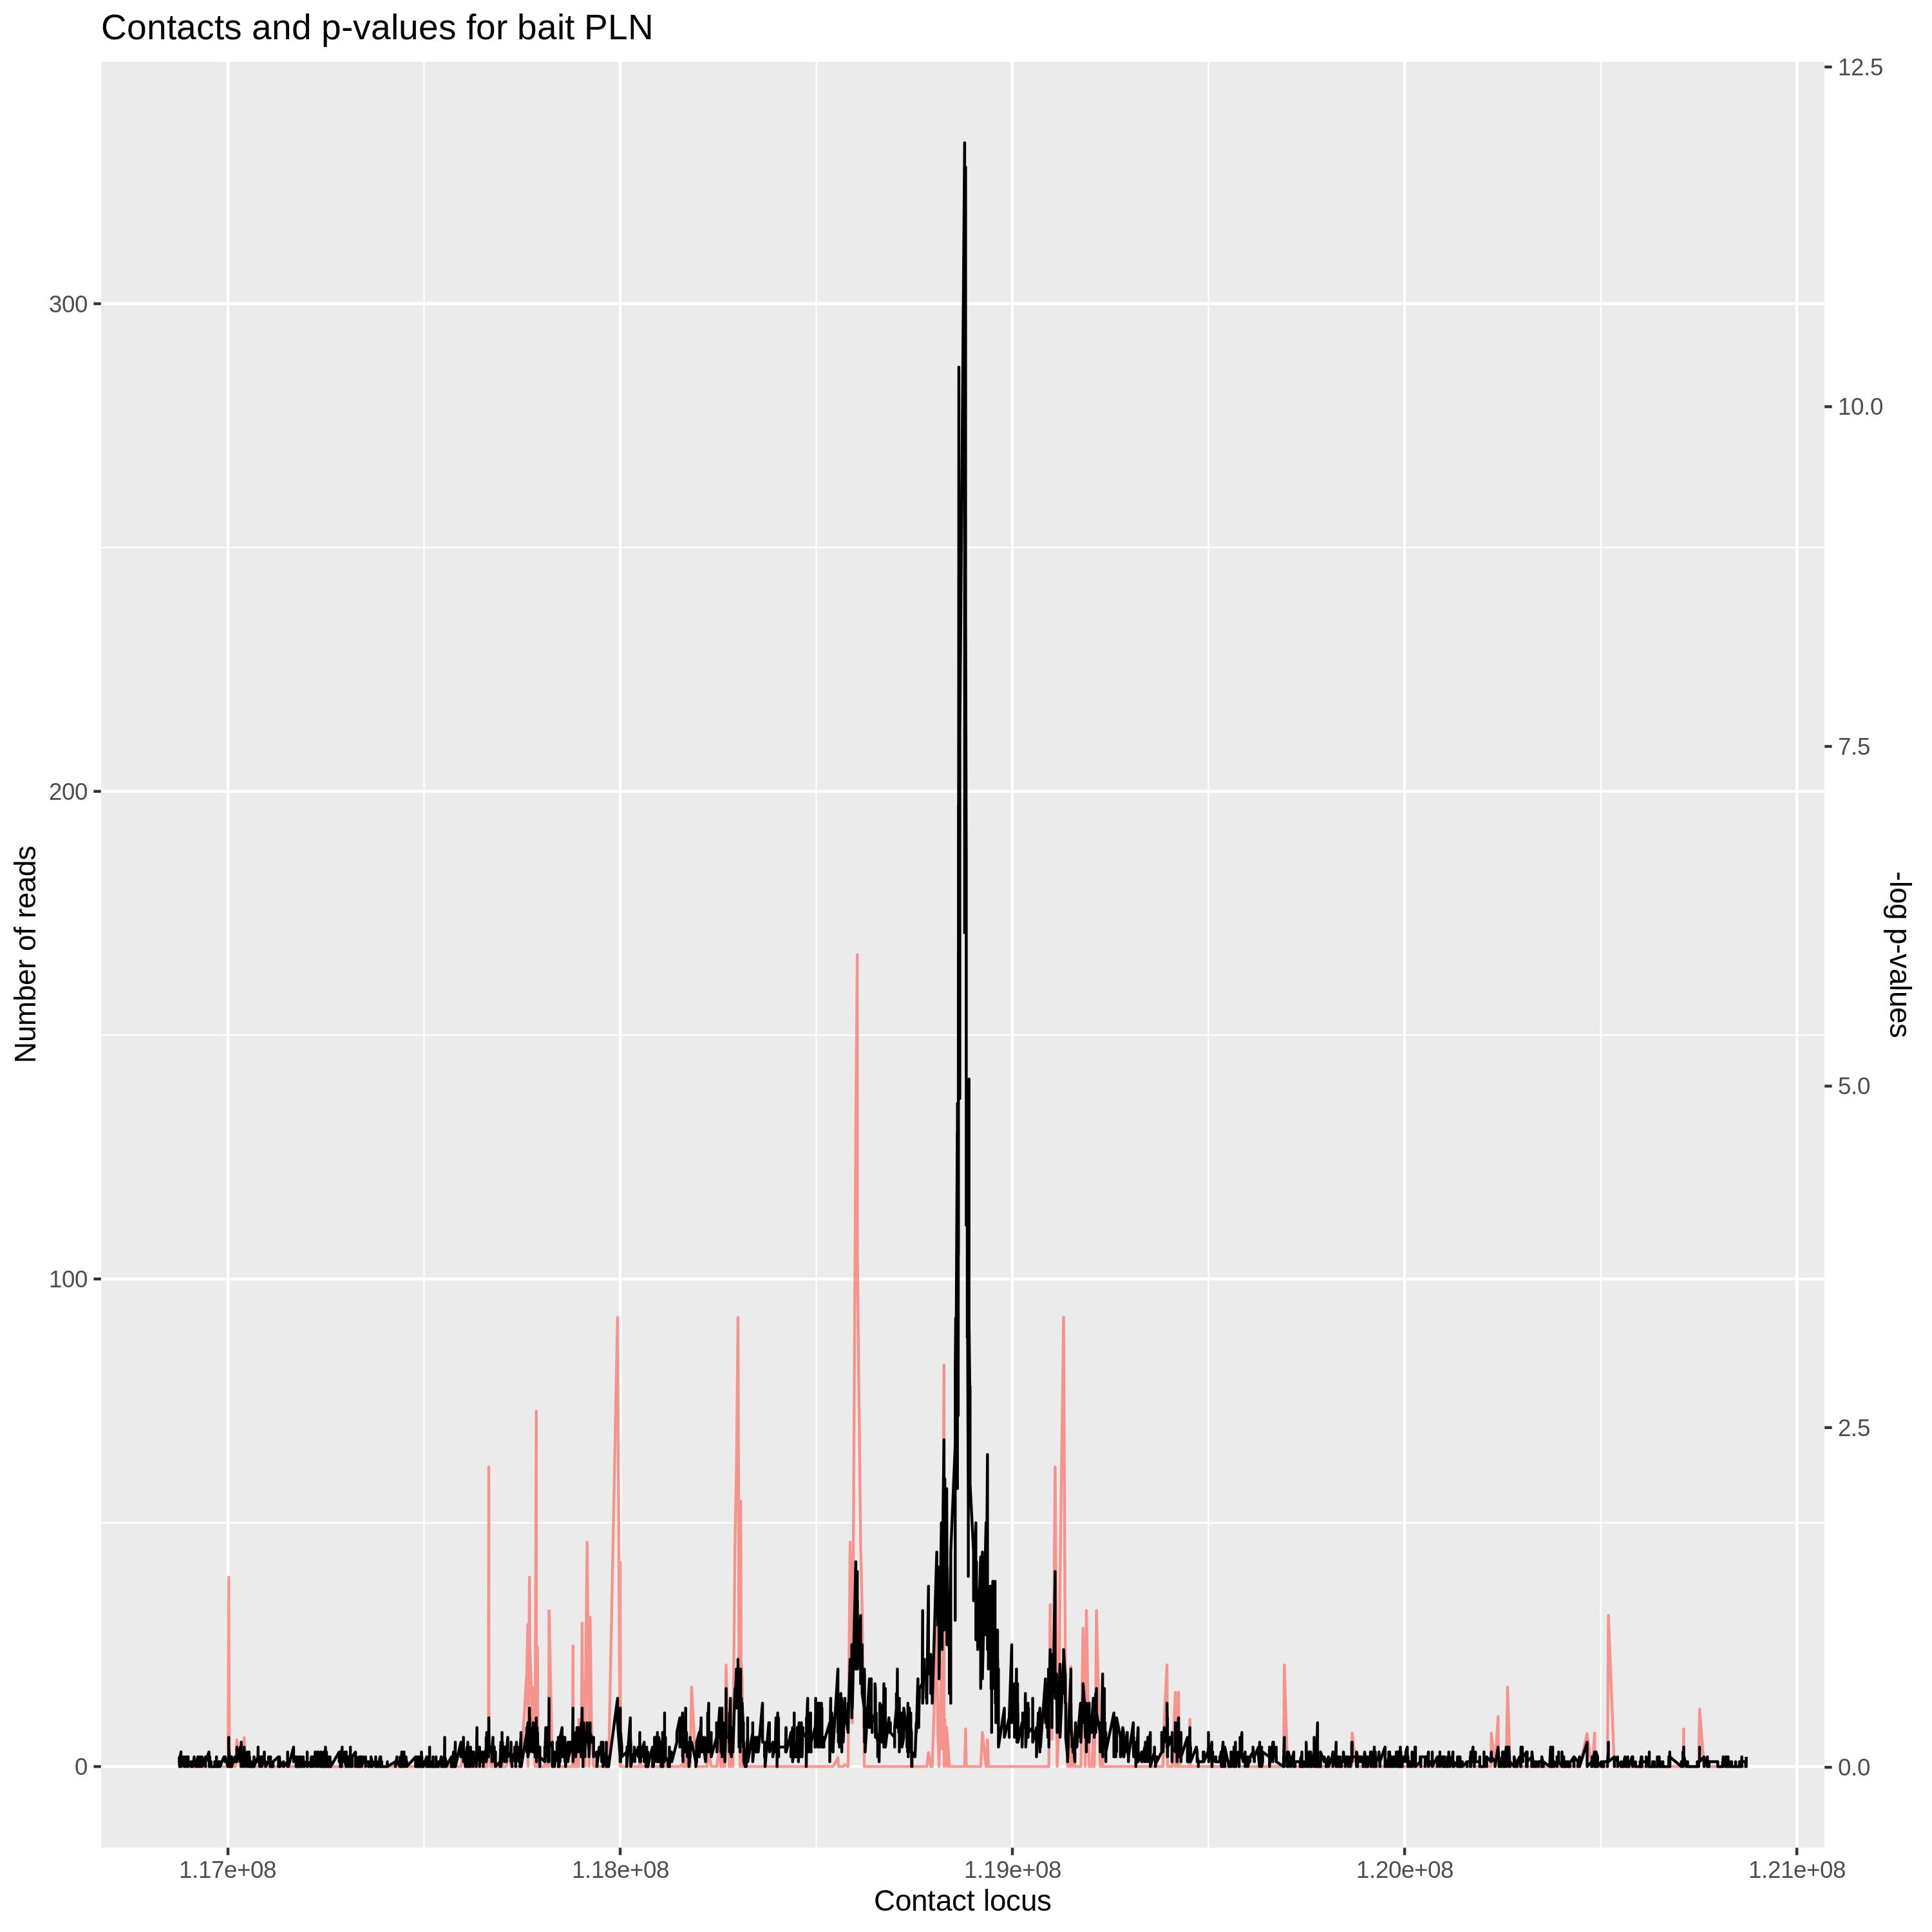 Contacts and p-values for bait PLN
12.5
300
10.0
7.5
200
Number of reads
-log p-values
5.0
100
2.5
0
0.0
1.17e+08
1.18e+08
1.19e+08
1.20e+08
1.21e+08
Contact locus